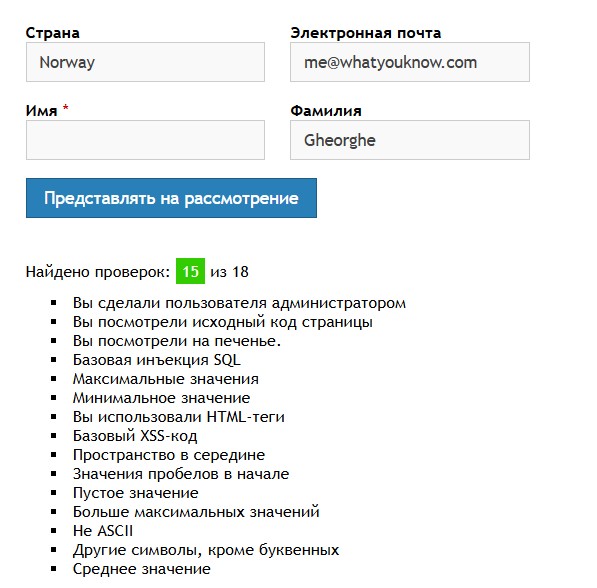 Страна Электронная почта
Norway me@whatyouknow.com
Имя * Фамилия
Gheorghe
Представлять на рассмотрение
Найдено проверок: 15 из 18
▪ Вы сделали пользователя администратором
▪ Вы посмотрели исходный код страницы
▪ Вы посмотрели на печенье.
▪ Базовая инъекция SQL
▪ Максимальные значения
▪ Минимальное значение
▪ Вы использовали HTML-теги
▪ Базовый XSS-код
▪ Пространство в середине
▪ Значения пробелов в начале
▪ Пустое значение
▪ Больше максимальных значений
▪ Не ASCII
▪ Другие символы, кроме буквенных
▪ Среднее значение